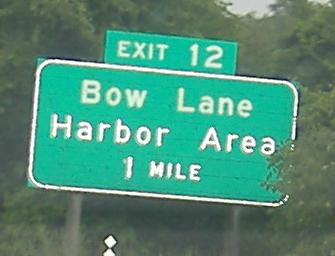 EXIT 12
Bow Lane
Harbor Area
1 MILE